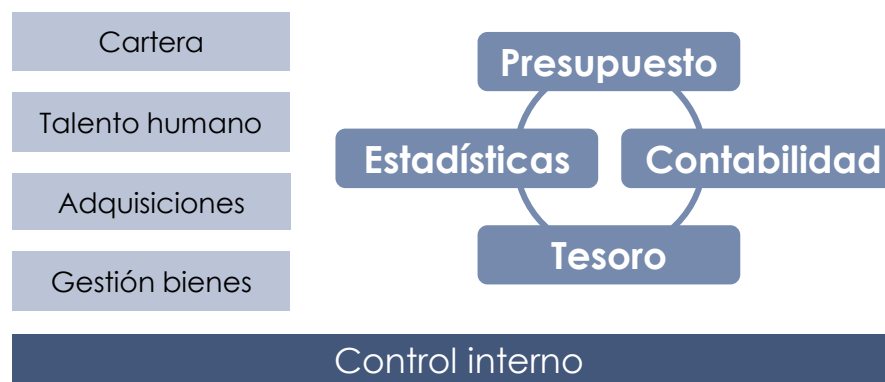 Cartera
Talento humano
Adquisiciones
Gestión bienes
Presupuesto
Estadísticas
Contabilidad
Tesoro
Control interno